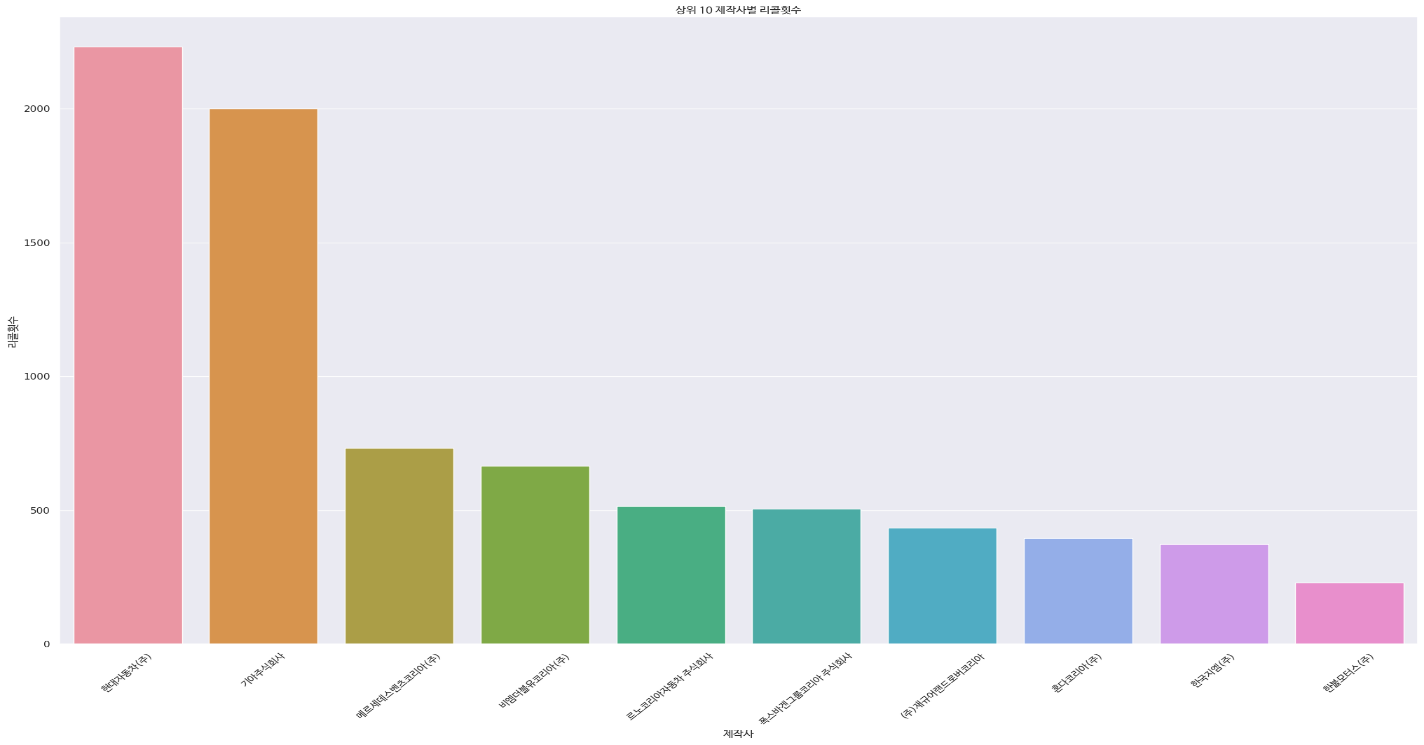 상위 10 제작사별 리콜횟수
리콜횟수
2000
1500
1000
500
0
현대자동차(주)
기아주식회사
메르세데스벤츠코리아(주)
비엠더블유코리아(주)
르노코리아자동차 주식회사
폭스바겐그룹코리아 주식회사
(주)재규어랜드로버코리아
혼다코리아(주)
한국지엠(주)
한불모터스(주)
제작사